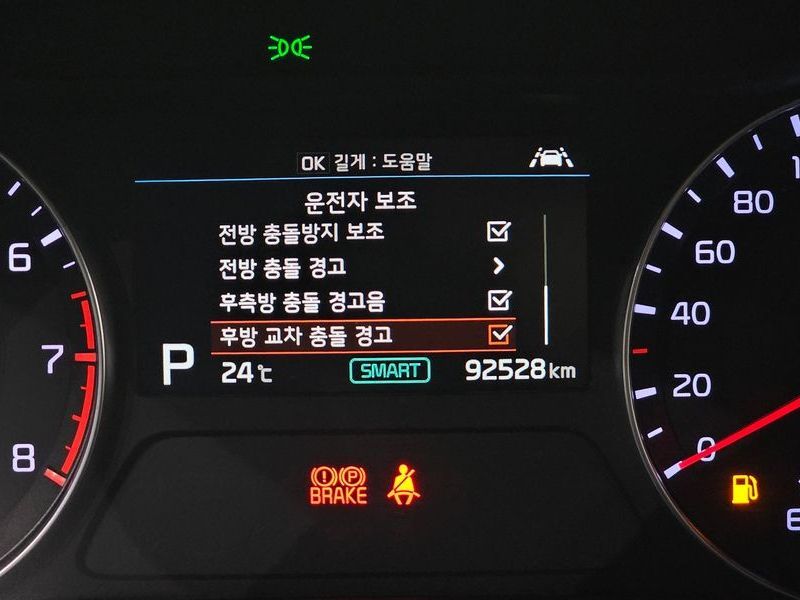 OK 길게 : 도움말
운전자 보조
전방 충돌방지 보조
전방 충돌 경고
후측방 충돌 경고음
후방 교차 충돌 경고
P 24℃ SMART 92528 km
6
7
8
80
60
40
20
0
(!) (P)
BRAKE